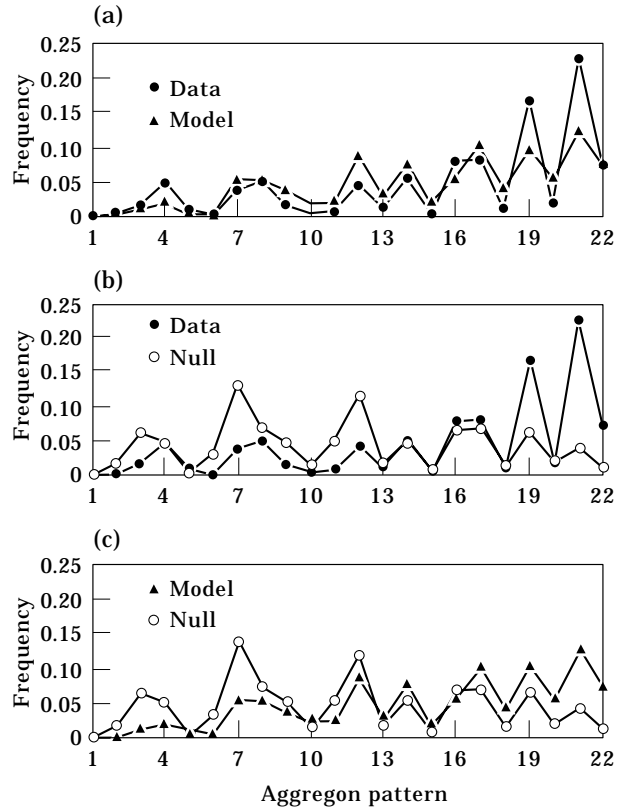 (a)
0.25
0.20
0.15
0.10
0.05
0
Frequency
Data
Model
1 4 7 10 13 16 19 22
(b)
0.25
0.20
0.15
0.10
0.05
0
Frequency
Data
Null
1 4 7 10 13 16 19 22
(c)
0.25
0.20
0.15
0.10
0.05
0
Frequency
Model
Null
1 4 7 10 13 16 19 22
Aggregon pattern